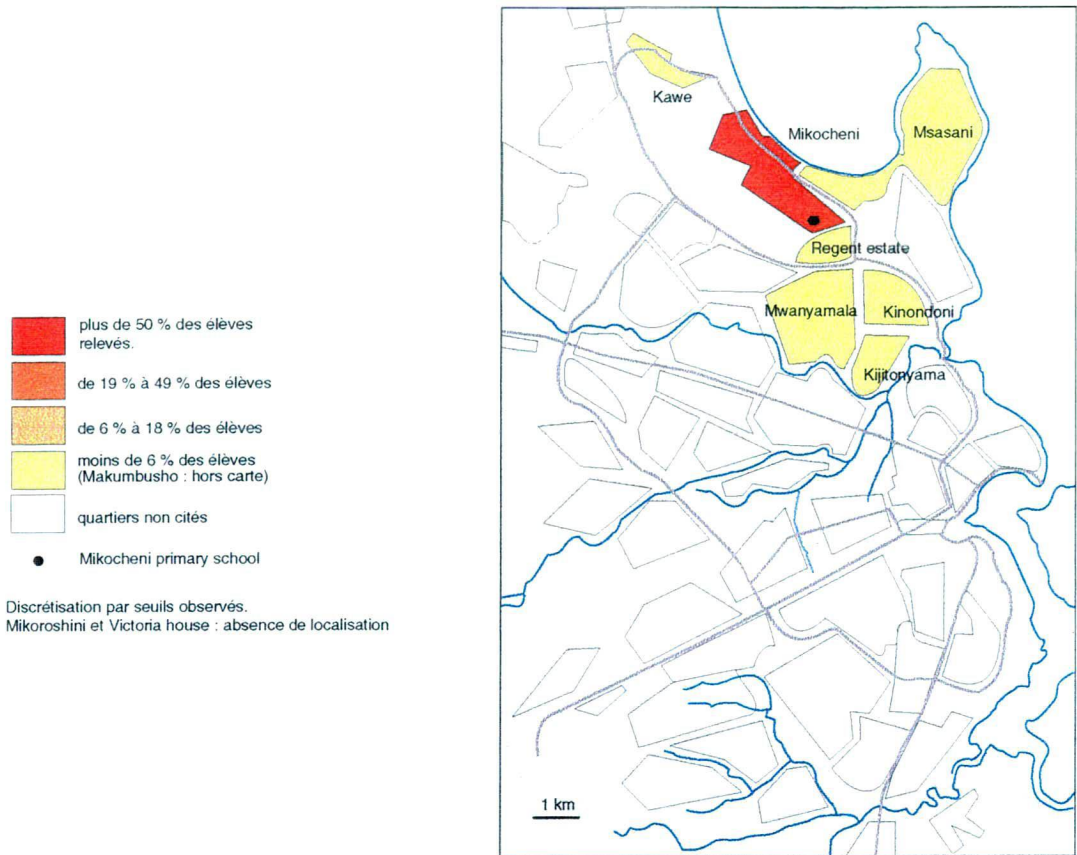 plus de 50 % des élèves
relevés.
de 19 % à 49 % des élèves
de 6 % à 18 % des élèves
moins de 6 % des élèves
(Makumbusho : hors carte)
quartiers non cités
Mikocheni primary school
Discrétisation par seuils observés.
Mikoroshini et Victoria house : absence de localisation
Kawe
Mikocheni
Msasani
Regent estate
Mwanyamala
Kinondoni
Kijitonyama
1 km